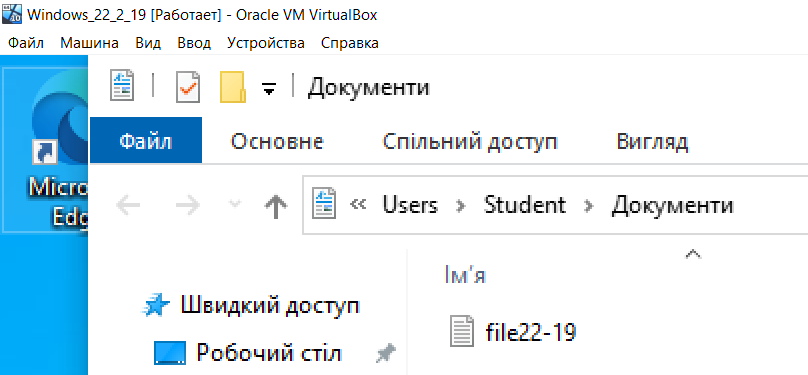 Windows_22_2_19 [Работает] - Oracle VM VirtualBox
Файл Машина Вид Ввод Устройства Справка
Документи
Файл Основне Спільний доступ Вигляд
« Users > Student > Документи
Micro
Edg
Ім'я
Швидкий доступ
file22-19
Робочий стіл